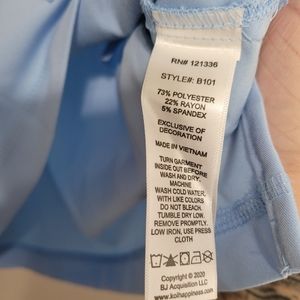 RN# 121336
STYLE#: B101
73% POLYESTER
22% RAYON
5% SPANDEX
EXCLUSIVE OF
DECORATION
MADE IN VIETNAM
TURN GARMENT
INSIDE OUT BEFORE
WASH AND DRY.
MACHINE
WASH COLD WATER,
WITH LIKE COLORS
DO NOT BLEACH.
TUMBLE DRY LOW.
REMOVE PROMPTLY.
LOW IRON, USE PRESS
CLOTH
Copyright © 2020
BJ Acquisition LLC
www.koihappiness.com